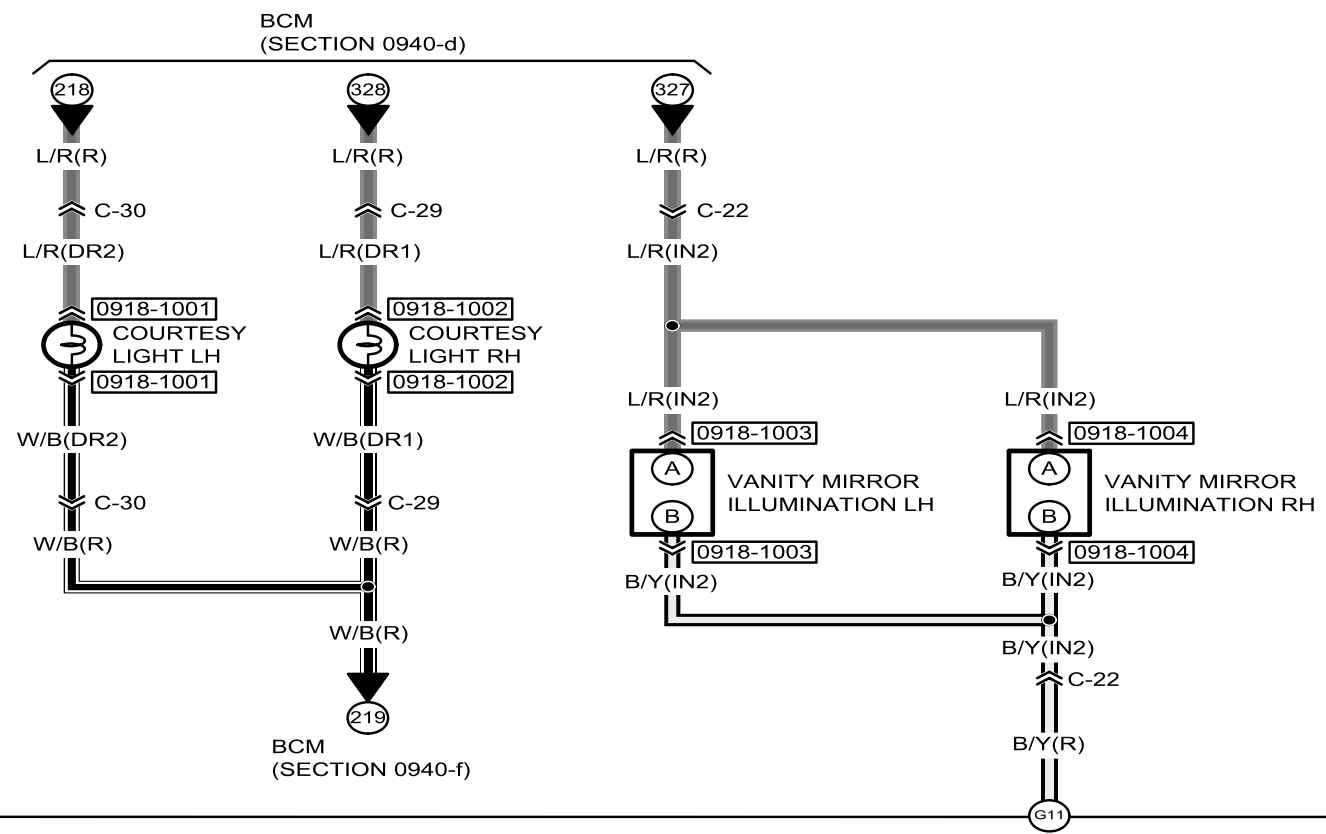 BCM
(SECTION 0940-d)
218
328
327
L/R(R)
L/R(R)
L/R(R)
C-30
C-29
C-22
L/R(DR2)
L/R(DR1)
L/R(IN2)
0918-1001
COURTESY
LIGHT LH
0918-1001
0918-1002
COURTESY
LIGHT RH
0918-1002
L/R(IN2)
L/R(IN2)
0918-1003
0918-1004
W/B(DR2)
W/B(DR1)
A
B
VANITY MIRROR
ILLUMINATION LH
A
B
VANITY MIRROR
ILLUMINATION RH
C-30
C-29
W/B(R)
W/B(R)
0918-1003
0918-1004
B/Y(IN2)
B/Y(IN2)
W/B(R)
B/Y(IN2)
C-22
219
BCM
(SECTION 0940-f)
B/Y(R)
G11